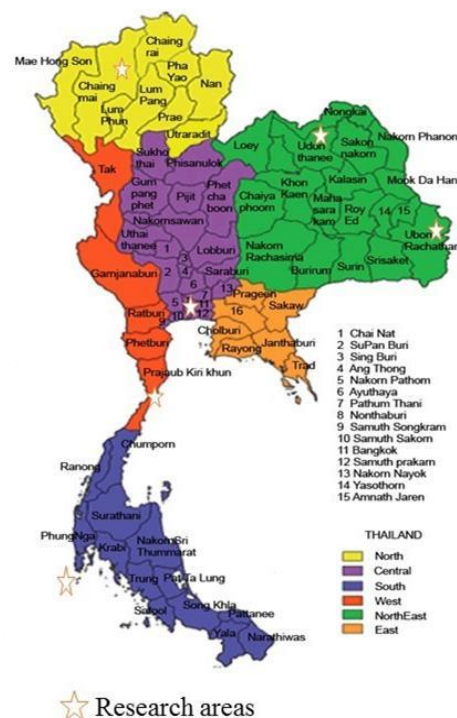 Chaing
rai
Mae Hong Son
Pha
Yao
Chaing
mai
Nan
Lum
Pang
Lum
Phun
Prae
Utraradit
Nongkai
Loey
Udon
thanee
Sakon
nakorn
Nakorn Phanom
Sukho
thai
Phisanulok
Tak
Khon
Kaen
Kalasin
Mook Da Han
Gum
pang
phet
Pijit
Phet
cha
boon
Chaiya
phoom
Maha
sara
kam
Roy
Ed
14
15
Nakornsawan
Ubon
Rachathan
Uthai
thanee
1
Lobburi
3
2
4
Nakorn
Rachasima
Burirum
Surin
Srisaket
Garnjanaburi
Saraburi
6
13
Prageen
5
7
11
9
10
12
16
Sakaw
Ratburi
Cholburi
Phetburi
Rayong
Janthaburi
Trad
Prajaub Kiri khun
1 Chai Nat
2 SuPan Buri
3 Sing Buri
4 Ang Thong
5 Nakorn Pathorn
6 Ayuthaya
7 Pathum Thani
8 Nonthaburi
9 Samuth Songkram
10 Samuth Sakorn
11 Bangkok
12 Samuth prakarn
13 Nakorn Nayok
14 Yasothorn
15 Amnath Jaren
Chumporn
Ranong
Surathani
PhungNga
Krabi
NakornSri
Thummarat
Trung
Pat Ta Lung
Satool
Song Khla
Pattanee
Yala
Narathiwas
THAILAND
North
Central
South
West
NorthEast
East
Research areas